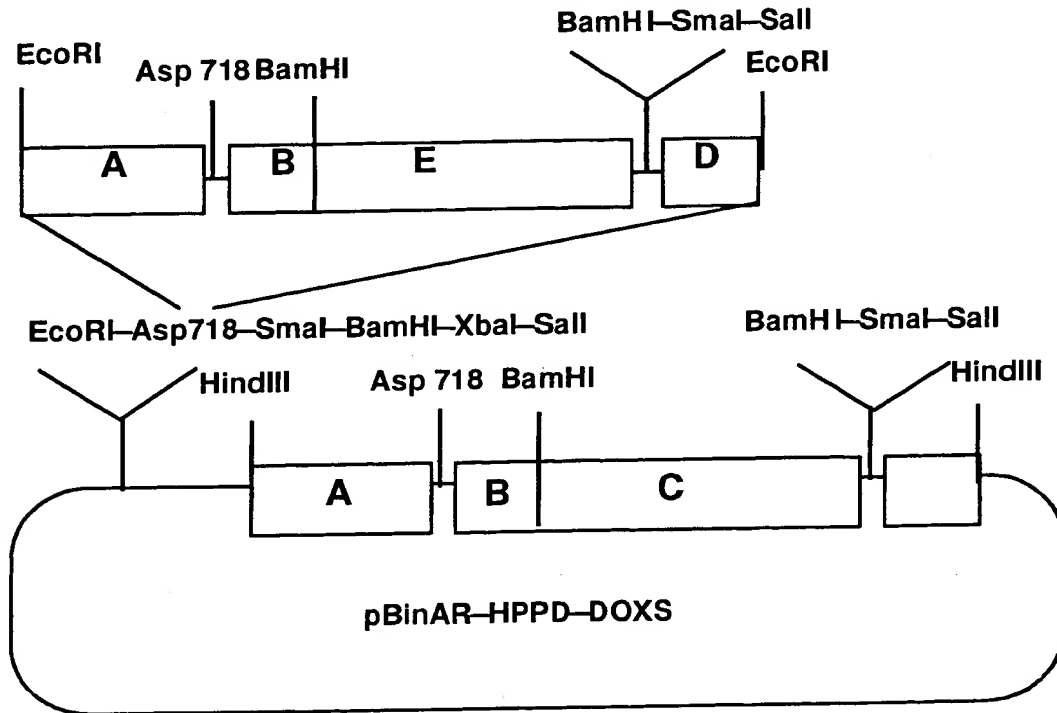 BamHI–SmaI–SalI
EcoRI
Asp 718 BamHI
EcoRI
A
B
E
D
EcoRI–Asp718–SmaI–BamHI–XbaI–SalI
BamHI–SmaI–SalI
HindIII
Asp 718 BamHI
HindIII
A
B
C
pBinAR–HPPD–DOXS